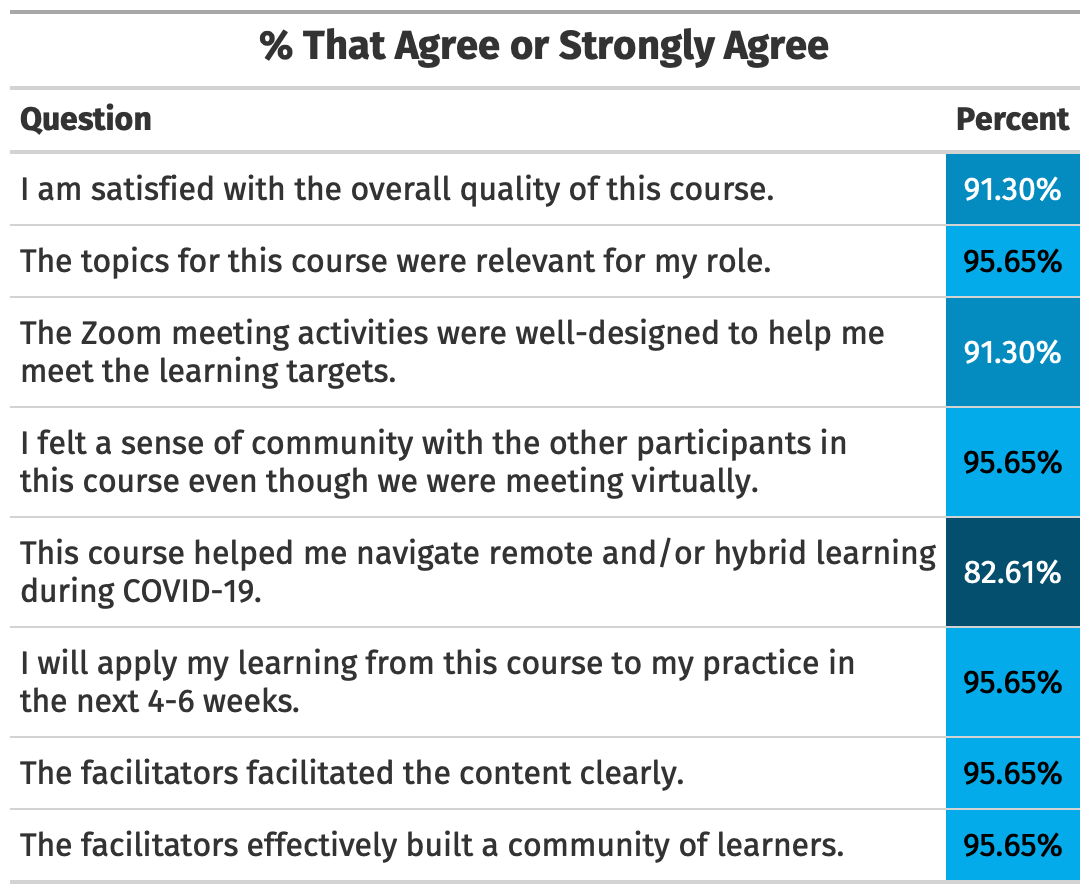 % That Agree or Strongly Agree
Question Percent
I am satisfied with the overall quality of this course. 91.30%
The topics for this course were relevant for my role. 95.65%
The Zoom meeting activities were well-designed to help me
meet the learning targets. 91.30%
I felt a sense of community with the other participants in
this course even though we were meeting virtually. 95.65%
This course helped me navigate remote and/or hybrid learning
during COVID-19. 82.61%
I will apply my learning from this course to my practice in
the next 4-6 weeks. 95.65%
The facilitators facilitated the content clearly. 95.65%
The facilitators effectively built a community of learners. 95.65%